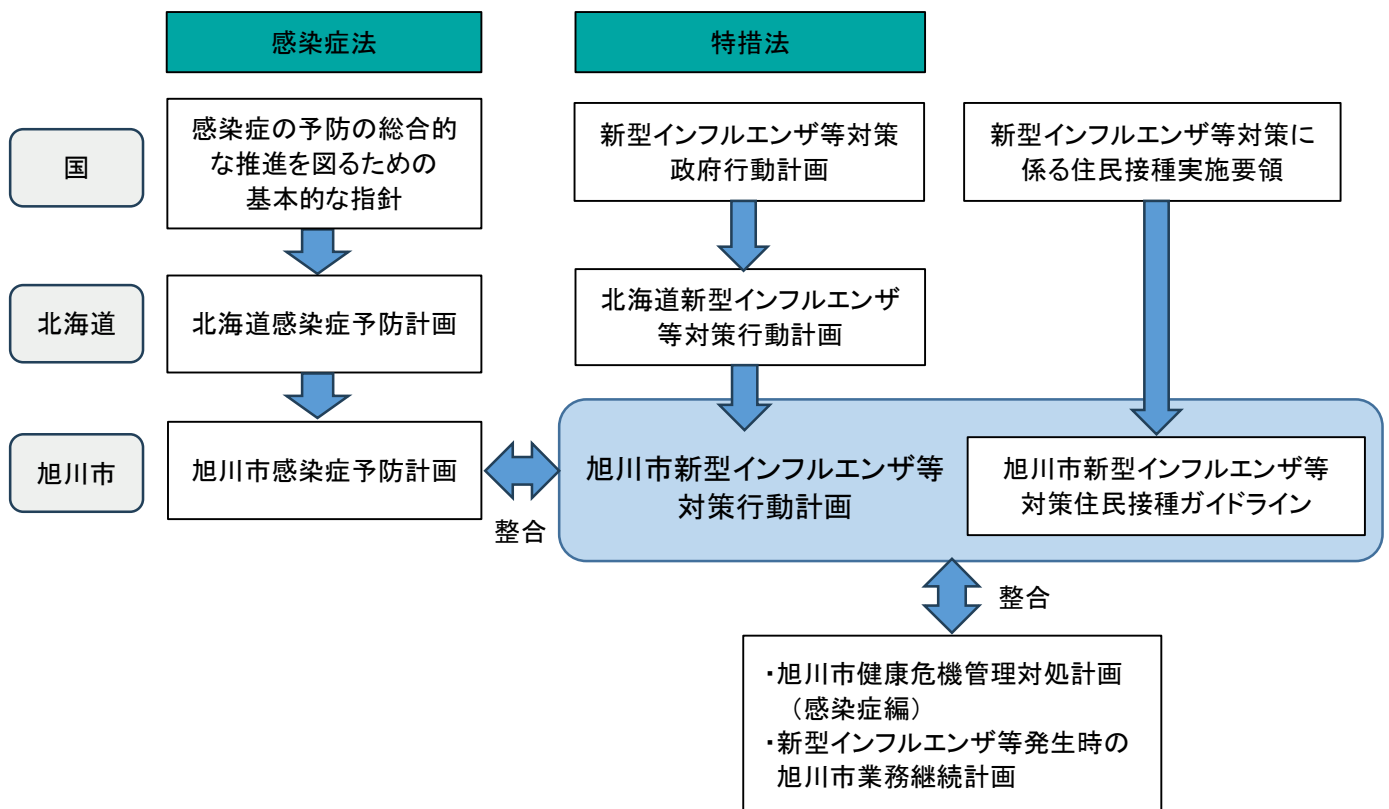 感染症法
特措法
国
感染症の予防の総合的
な推進を図るための
基本的な指針
新型インフルエンザ等対策
政府行動計画
新型インフルエンザ等対策に
係る住民接種実施要領
北海道
北海道感染症予防計画
北海道新型インフルエンザ
等対策行動計画
旭川市
旭川市感染症予防計画
整合
旭川市新型インフルエンザ等
対策行動計画
旭川市新型インフルエンザ等
対策住民接種ガイドライン
整合
・旭川市健康危機管理対処計画
（感染症編）
・新型インフルエンザ等発生時の
旭川市業務継続計画